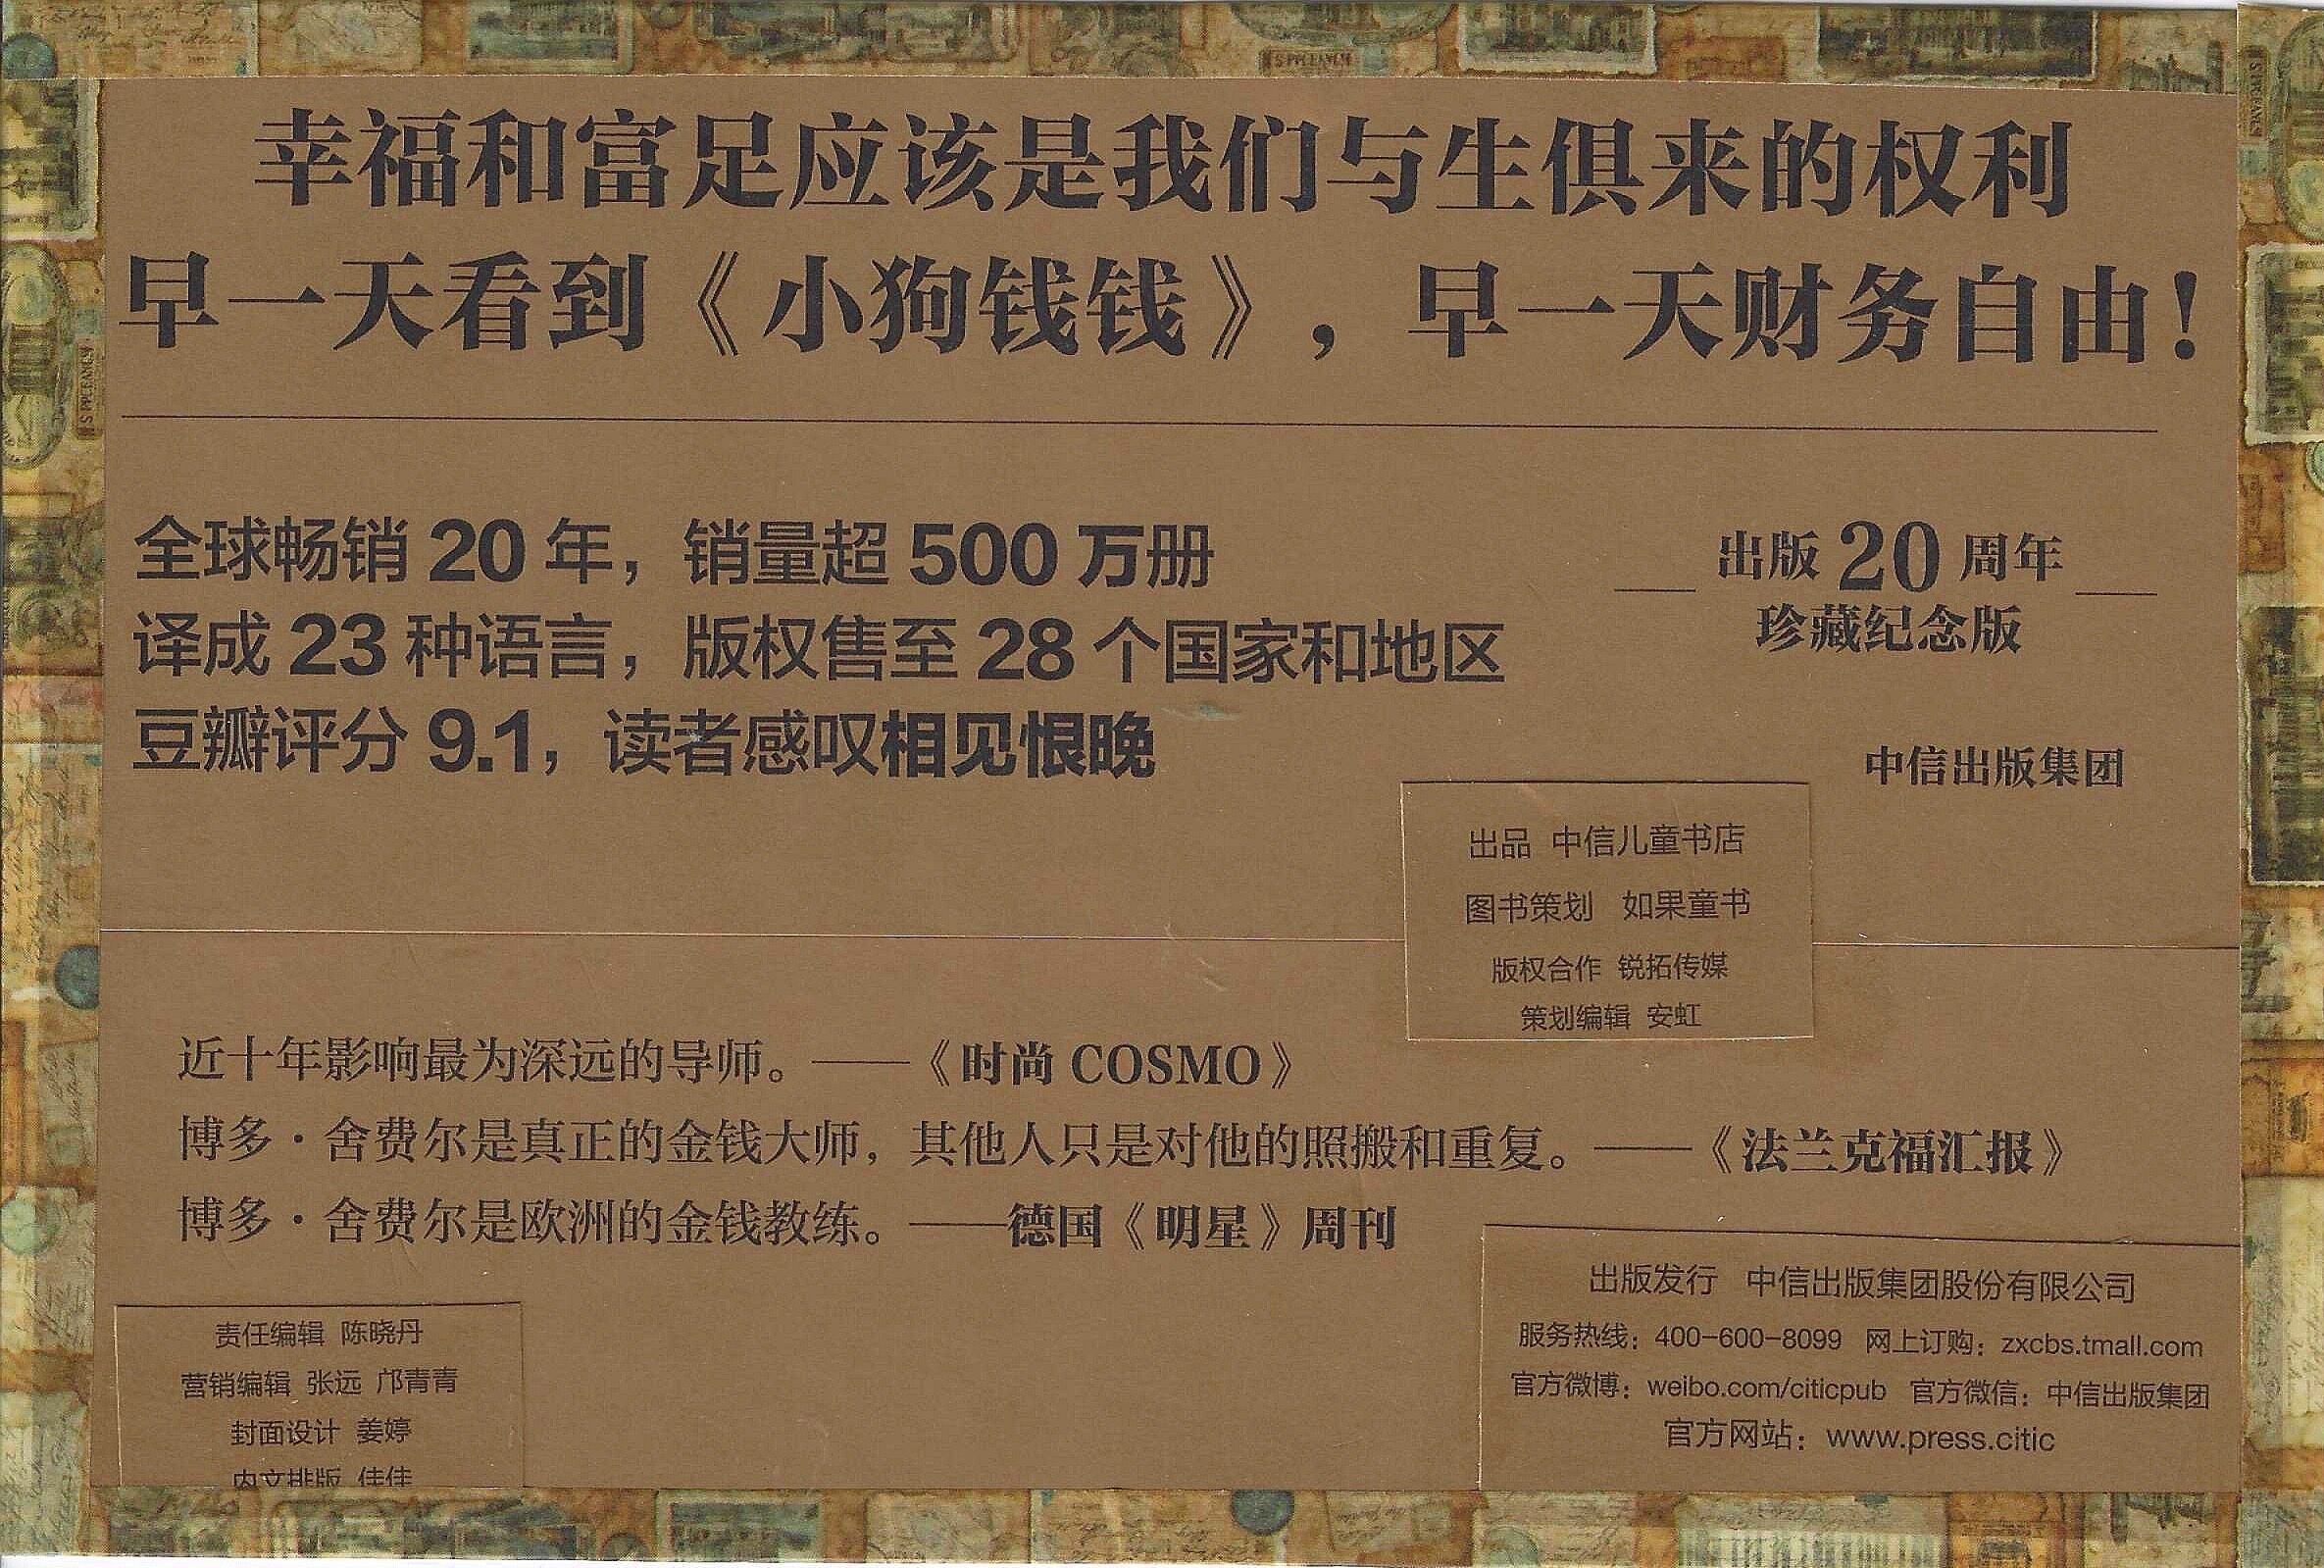 幸福和富足应该是我们与生俱来的权利
早一天看到《小狗钱钱》，早一天财务自由！
全球畅销 20 年，销量超 500 万册
译成 23 种语言，版权售至 28 个国家和地区
豆瓣评分 9.1，读者感叹相见恨晚
出版 20 周年
珍藏纪念版
中信出版集团
出品 中信儿童书店
图书策划 如果童书
版权合作 锐拓传媒
策划编辑 安虹
近十年影响最为深远的导师。——《时尚 COSMO》
博多·舍费尔是真正的金钱大师，其他人只是对他的照搬和重复。——《法兰克福汇报》
博多·舍费尔是欧洲的金钱教练。——德国《明星》周刊
责任编辑 陈晓丹
营销编辑 张远 邝青青
封面设计 姜婷
内文排版 佳佳
出版发行 中信出版集团股份有限公司
服务热线：400-600-8099 网上订购：zxcbs.tmall.com
官方微博：weibo.com/citicpub 官方微信：中信出版集团
官方网站：www.press.citic